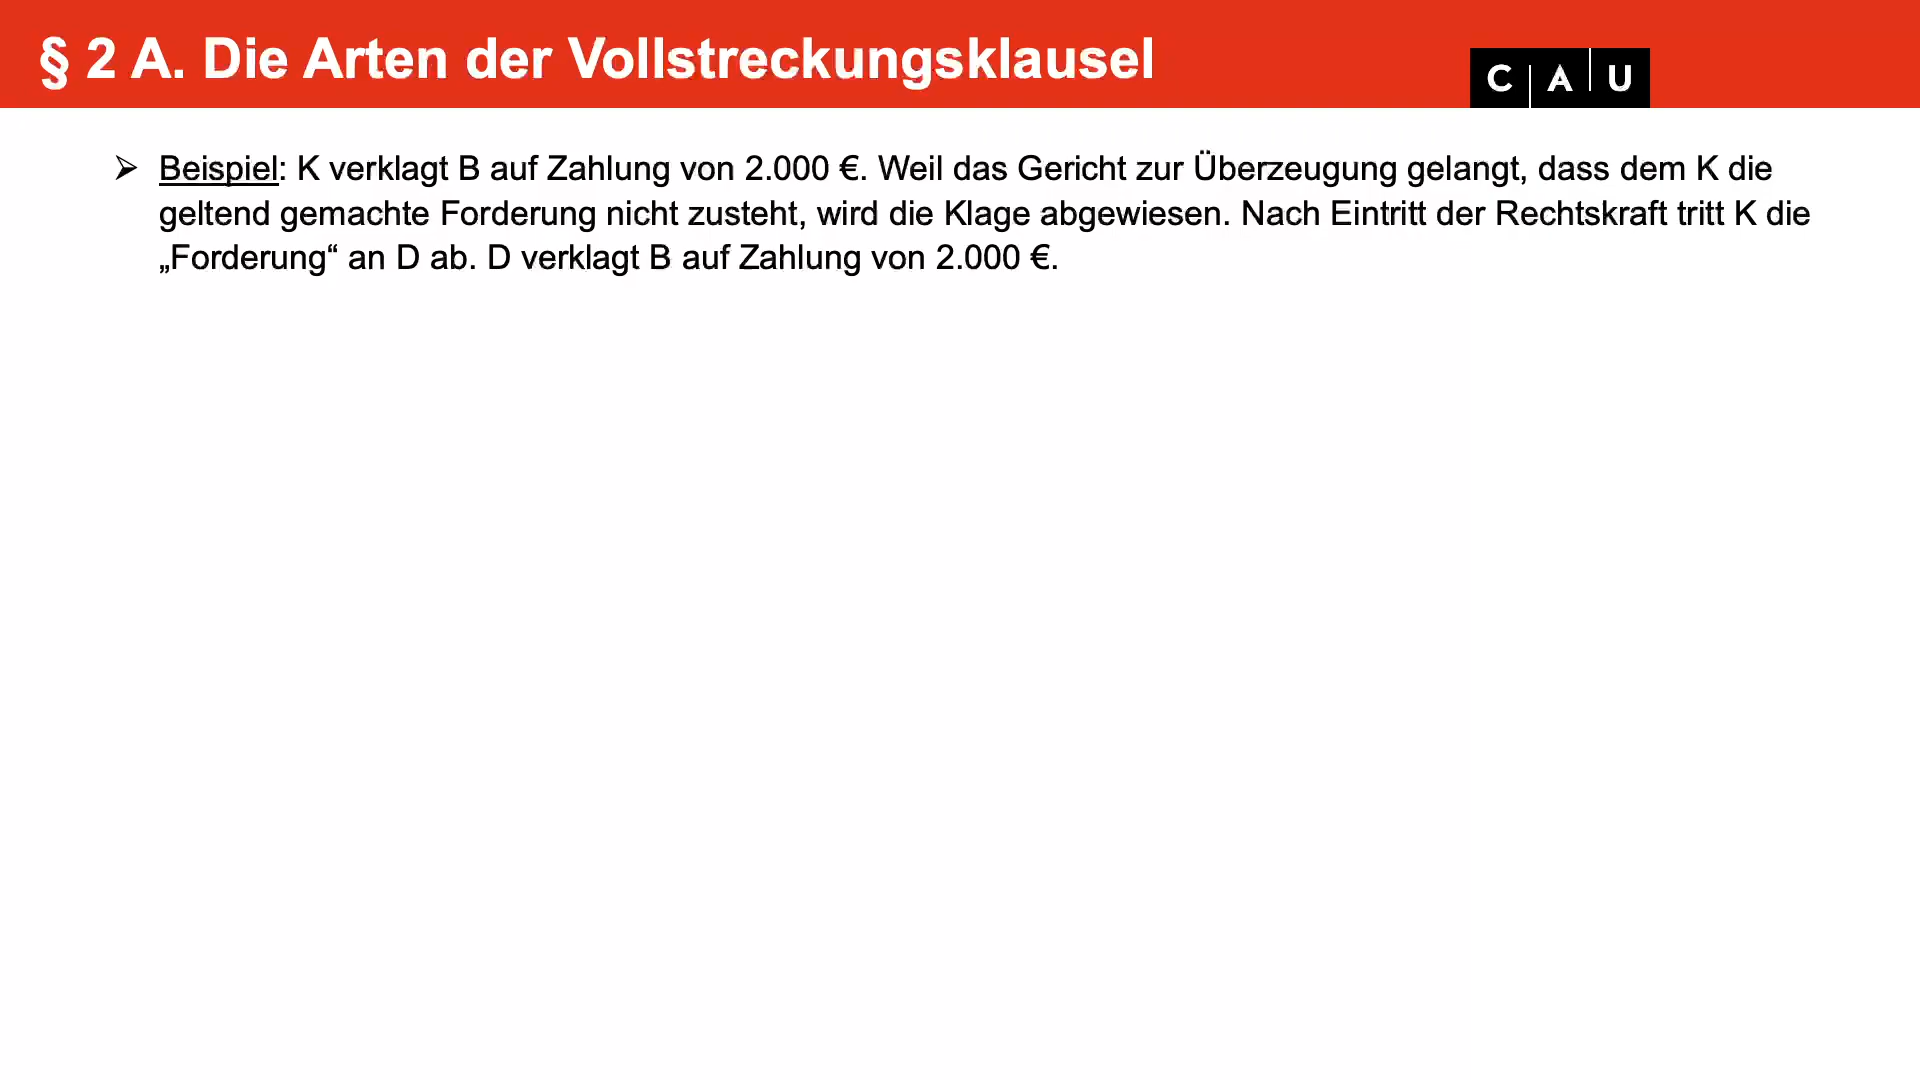 § 2 A. Die Arten der Vollstreckungsklausel
CAU
➢ Beispiel: K verklagt B auf Zahlung von 2.000 €. Weil das Gericht zur Überzeugung gelangt, dass dem K die
geltend gemachte Forderung nicht zusteht, wird die Klage abgewiesen. Nach Eintritt der Rechtskraft tritt K die
„Forderung“ an D ab. D verklagt B auf Zahlung von 2.000 €.